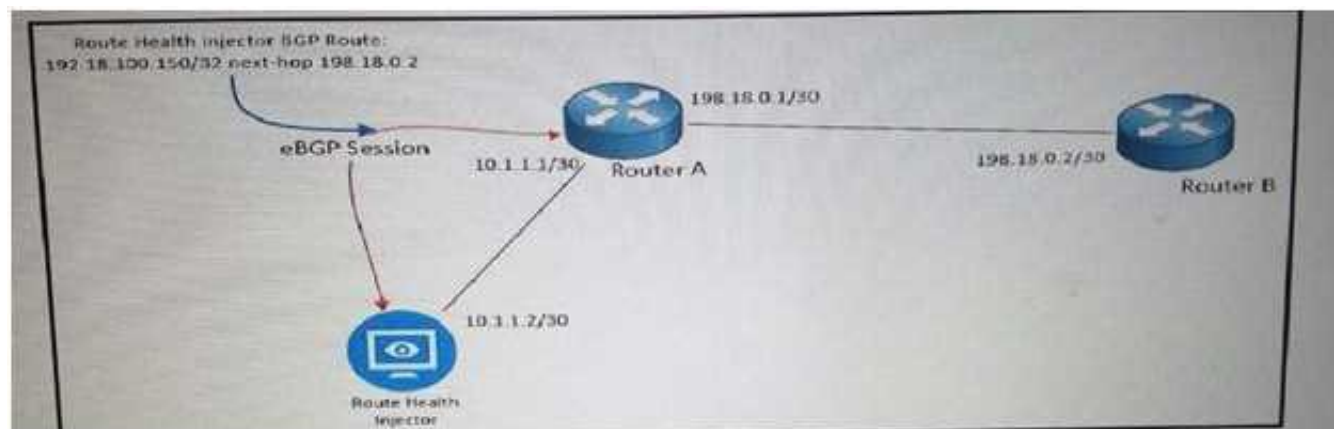 Route Health Injector BGP Route:
192.18.100.150/32 next-hop 198.18.0.2
eBGP Session
198.18.0.1/30
10.1.1.1/30
Router A
198.18.0.2/30
Router B
10.1.1.2/30
Route Health
Injector